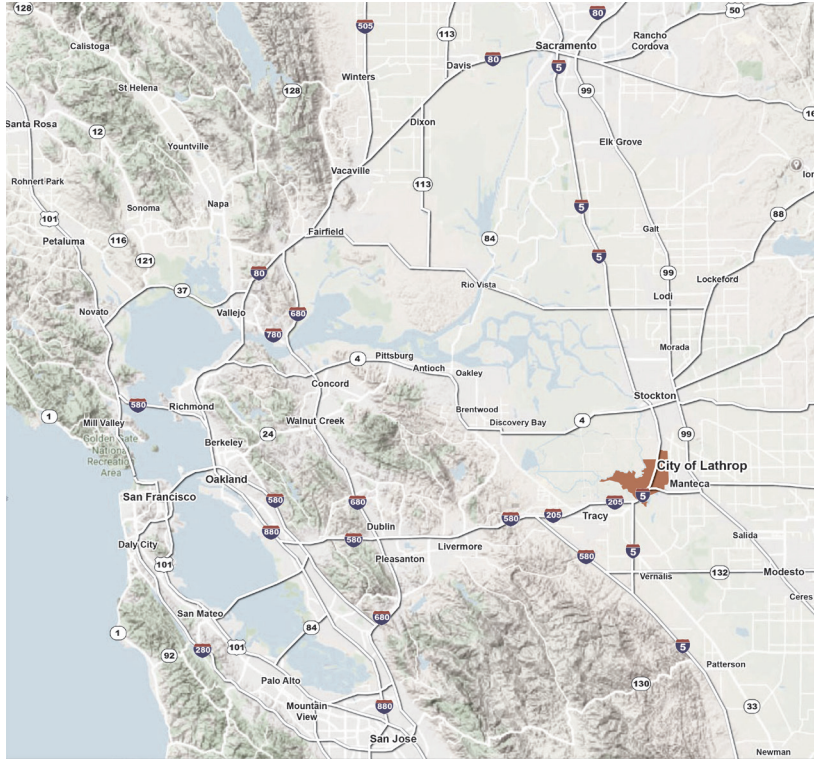 128
505
113
80
50
Calistoga
Sacramento
Rancho
Cordova
Davis
80
5
Winters
St Helena
128
99
16
Dixon
Santa Rosa
12
Elk Grove
Yountville
Vacaville
Rohnert Park
113
Napa
Sonoma
5
88
101
116
Petaluma
Fairfield
84
Galt
121
5
80
99
Lockeford
Rio Vista
37
Lodi
Novato
Vallejo
680
780
Morada
4
Pittsburg
Antioch
Oakley
Concord
Stockton
580
Richmond
Brentwood
1
Mill Valley
Walnut Creek
Discovery Bay
4
24
99
Golden Gate
National
Recreation
Area
Berkeley
City of Lathrop
Oakland
Manteca
San Francisco
5
580
680
205
205
Tracy
580
880
Dublin
580
Salida
Daly City
Livermore
5
580
Pleasanton
101
132
Modesto
Vernalis
Ceres
San Mateo
680
84
1
5
101
280
92
Patterson
Palo Alto
130
880
33
Mountain
View
San Jose
Newman